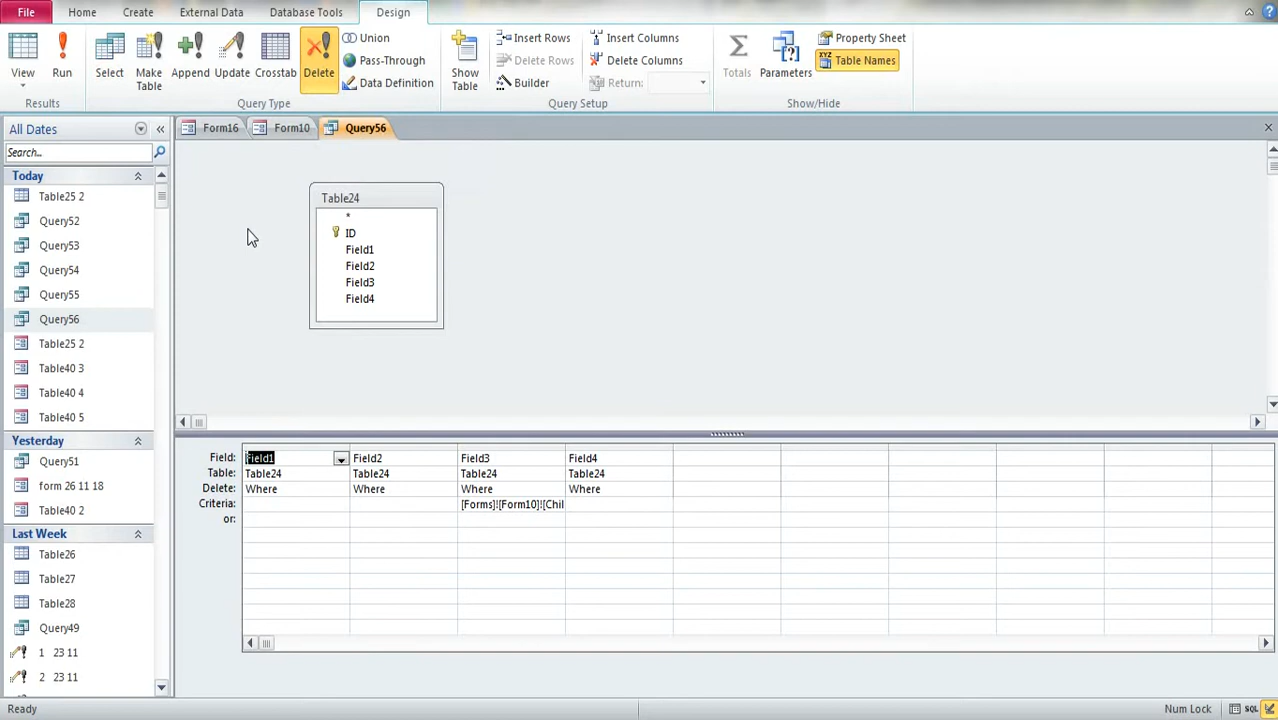 File Home Create External Data Database Tools Design
View Run Select Make Table Append Update Crosstab Delete
Union
Pass-Through
Data Definition
Show Table
Insert Rows
Delete Rows
Builder
Insert Columns
Delete Columns
Return:
Totals Parameters
Property Sheet
Table Names
Results Query Type Query Setup Show/Hide
All Dates
Form16 Form10 Query56
Search...
Today
Table25 2
Query52
Query53
Query54
Query55
Query56
Table25 2
Table40 3
Table40 4
Table40 5
Yesterday
Query51
form 26 11 18
Table40 2
Last Week
Table26
Table27
Table28
Query49
1 23 11
2 23 11
Table24
*
ID
Field1
Field2
Field3
Field4
Field: Field1 Field2 Field3 Field4
Table: Table24 Table24 Table24 Table24
Delete: Where Where Where Where
Criteria: [Forms]![Form10]![Chil
or:
Ready Num Lock SQL